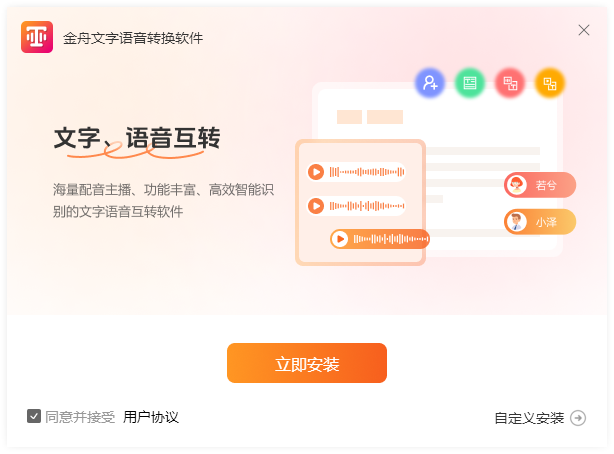 金舟文字语音转换软件
文字、语音互转
海量配音主播、功能丰富、高效智能识
别的文字语音互转软件
若兮
小泽
立即安装
同意并接受 用户协议
自定义安装